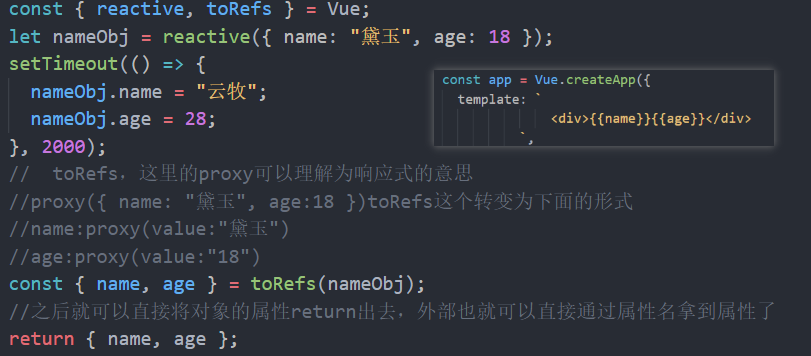 const { reactive, toRefs } = Vue;
let nameObj = reactive({ name: "黛玉", age: 18 });
setTimeout(() => {
nameObj.name = "云牧";
nameObj.age = 28;
}, 2000);
const app = Vue.createApp({
template: `
<div>{{name}}{{age}}</div>
`,
// toRefs，这里的proxy可以理解为响应式的意思
//proxy({ name: "黛玉", age:18 })toRefs这个转变为下面的形式
//name:proxy(value:"黛玉")
//age:proxy(value:"18")
const { name, age } = toRefs(nameObj);
//之后就可以直接将对象的属性return出去，外部也就可以直接通过属性名拿到属性了
return { name, age };